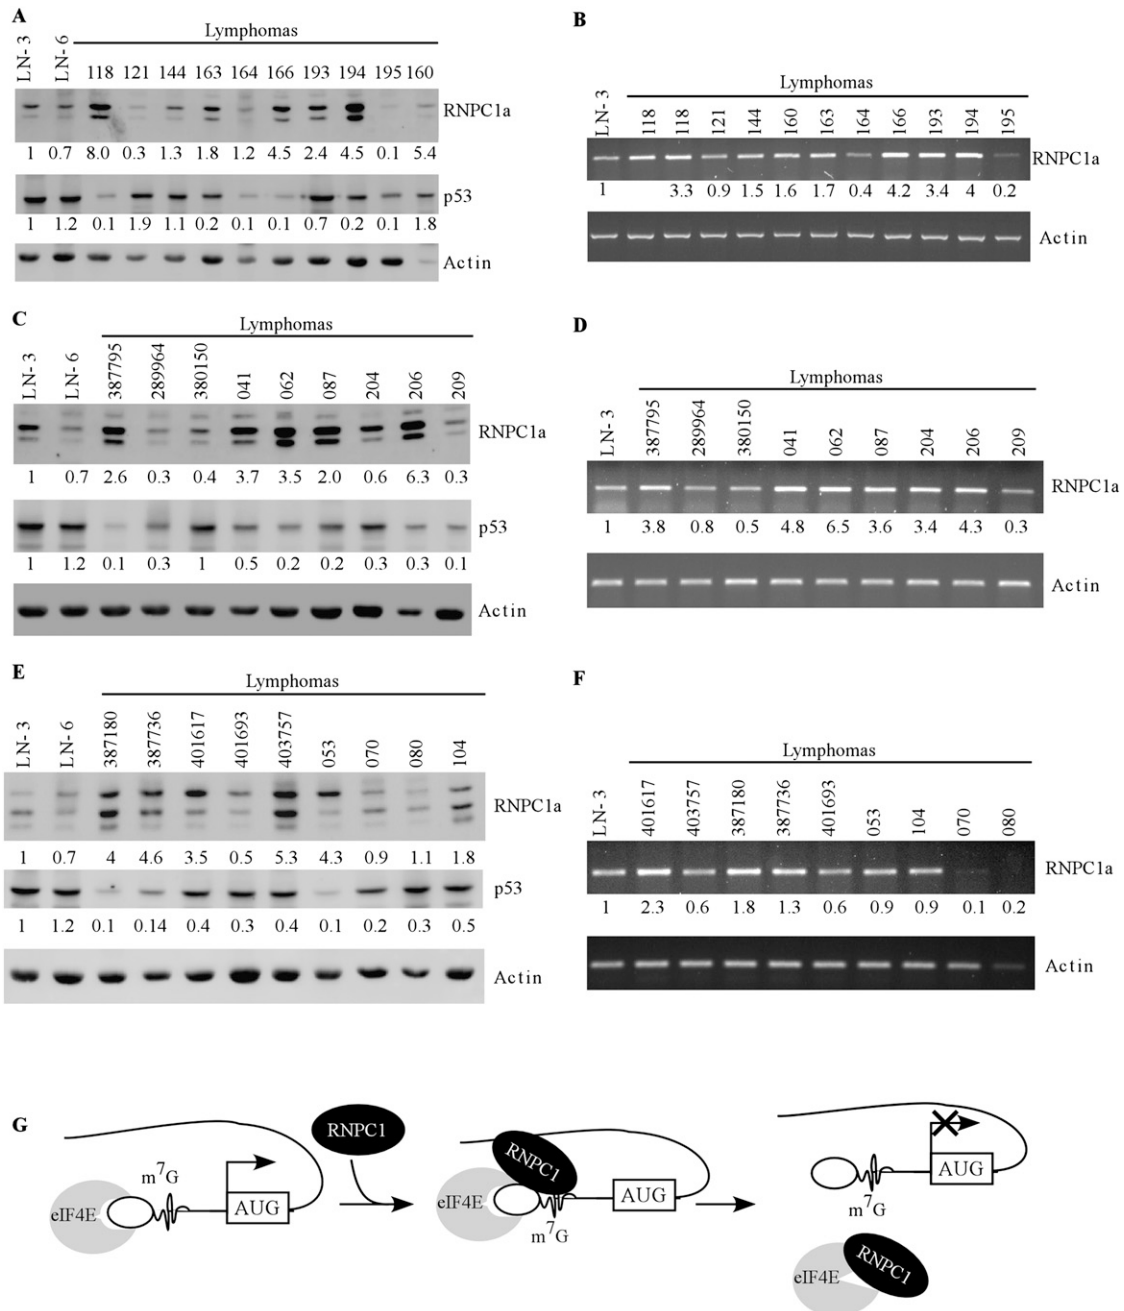 A
Lymphomas
LN- 3 LN- 6 118 121 144 163 164 166 193 194 195 160
RNPC1a
1 0.7 8.0 0.3 1.3 1.8 1.2 4.5 2.4 4.5 0.1 5.4
p53
1 1.2 0.1 1.9 1.1 0.2 0.1 0.1 0.7 0.2 0.1 1.8
Actin
B
Lymphomas
LN- 3 118 118 121 144 160 163 164 166 193 194 195
RNPC1a
1 3.3 0.9 1.5 1.6 1.7 0.4 4.2 3.4 4 0.2
Actin
C
Lymphomas
LN- 3 LN- 6 387795 289964 380150 041 062 087 204 206 209
RNPC1a
1 0.7 2.6 0.3 0.4 3.7 3.5 2.0 0.6 6.3 0.3
p53
1 1.2 0.1 0.3 1 0.5 0.2 0.2 0.3 0.3 0.1
Actin
D
Lymphomas
LN- 3 387795 289964 380150 041 062 087 204 206 209
RNPC1a
1 3.8 0.8 0.5 4.8 6.5 3.6 3.4 4.3 0.3
Actin
E
Lymphomas
LN- 3 LN- 6 387180 387736 401617 401693 403757 053 070 080 104
RNPC1a
1 0.7 4 4.6 3.5 0.5 5.3 4.3 0.9 1.1 1.8
p53
1 1.2 0.1 0.14 0.4 0.3 0.4 0.1 0.2 0.3 0.5
Actin
F
Lymphomas
LN- 3 401617 403757 387180 387736 401693 053 104 070 080
RNPC1a
1 2.3 0.6 1.8 1.3 0.6 0.9 0.9 0.1 0.2
Actin
G
m⁷G
eIF4E
AUG
RNPC1
RNPC1
eIF4E
m⁷G
AUG
AUG
m⁷G
eIF4E
RNPC1